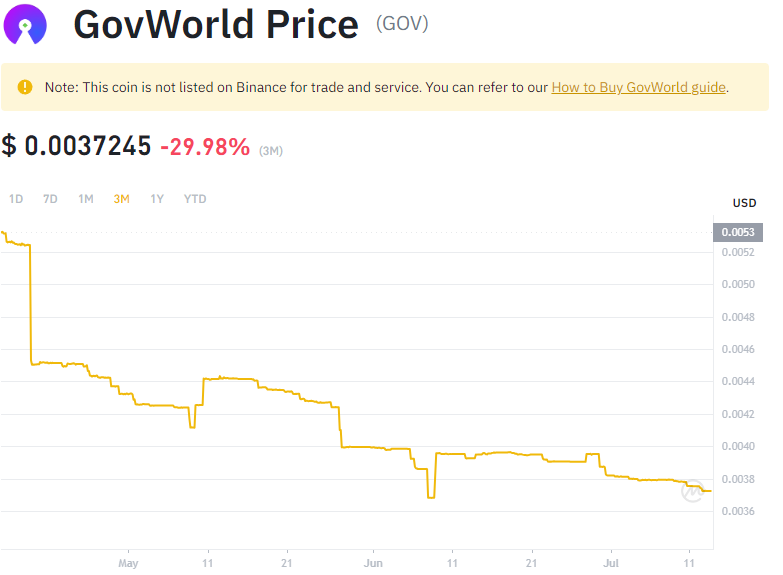 GovWorld Price (GOV)
Note: This coin is not listed on Binance for trade and service. You can refer to our How to Buy GovWorld guide.
$ 0.0037245 -29.98% (3M)
1D 7D 1M 3M 1Y YTD
USD
0.0053
0.0052
0.0050
0.0048
0.0046
0.0044
0.0042
0.0040
0.0038
0.0036
May 11 21 Jun 11 21 Jul 11